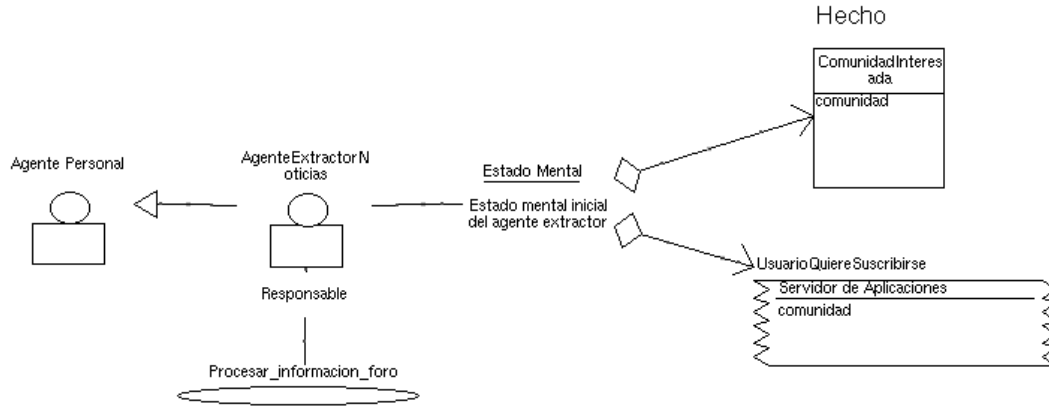 Hecho
ComunidadInteres
ada
comunidad
Agente Personal
AgenteExtractorN
oticias
Estado Mental
Estado mental inicial
del agente extractor
Responsable
UsuarioQuiereSuscribirse
Servidor de Aplicaciones
comunidad
Procesar_informacion_foro